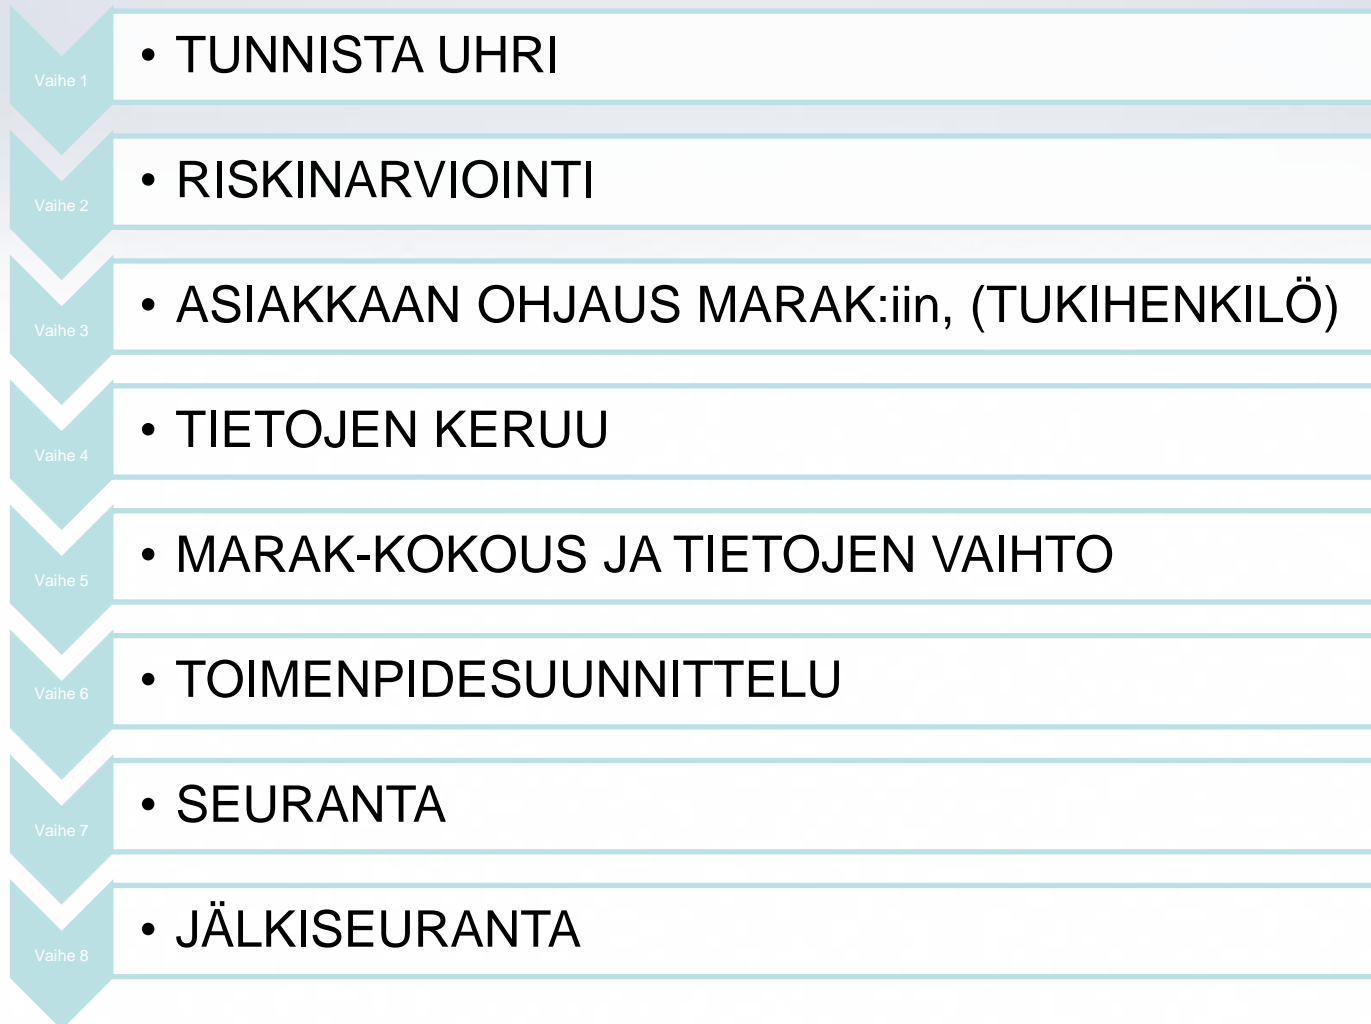 Vaihe 1
• TUNNISTA UHRI
Vaihe 2
• RISKINARVIOINTI
Vaihe 3
• ASIAKKAAN OHJAUS MARAK:iin, (TUKIHENKILÖ)
Vaihe 4
• TIETOJEN KERUU
Vaihe 5
• MARAK-KOKOUS JA TIETOJEN VAIHTO
Vaihe 6
• TOIMENPIDESUUNNITTELU
Vaihe 7
• SEURANTA
Vaihe 8
• JÄLKISEURANTA